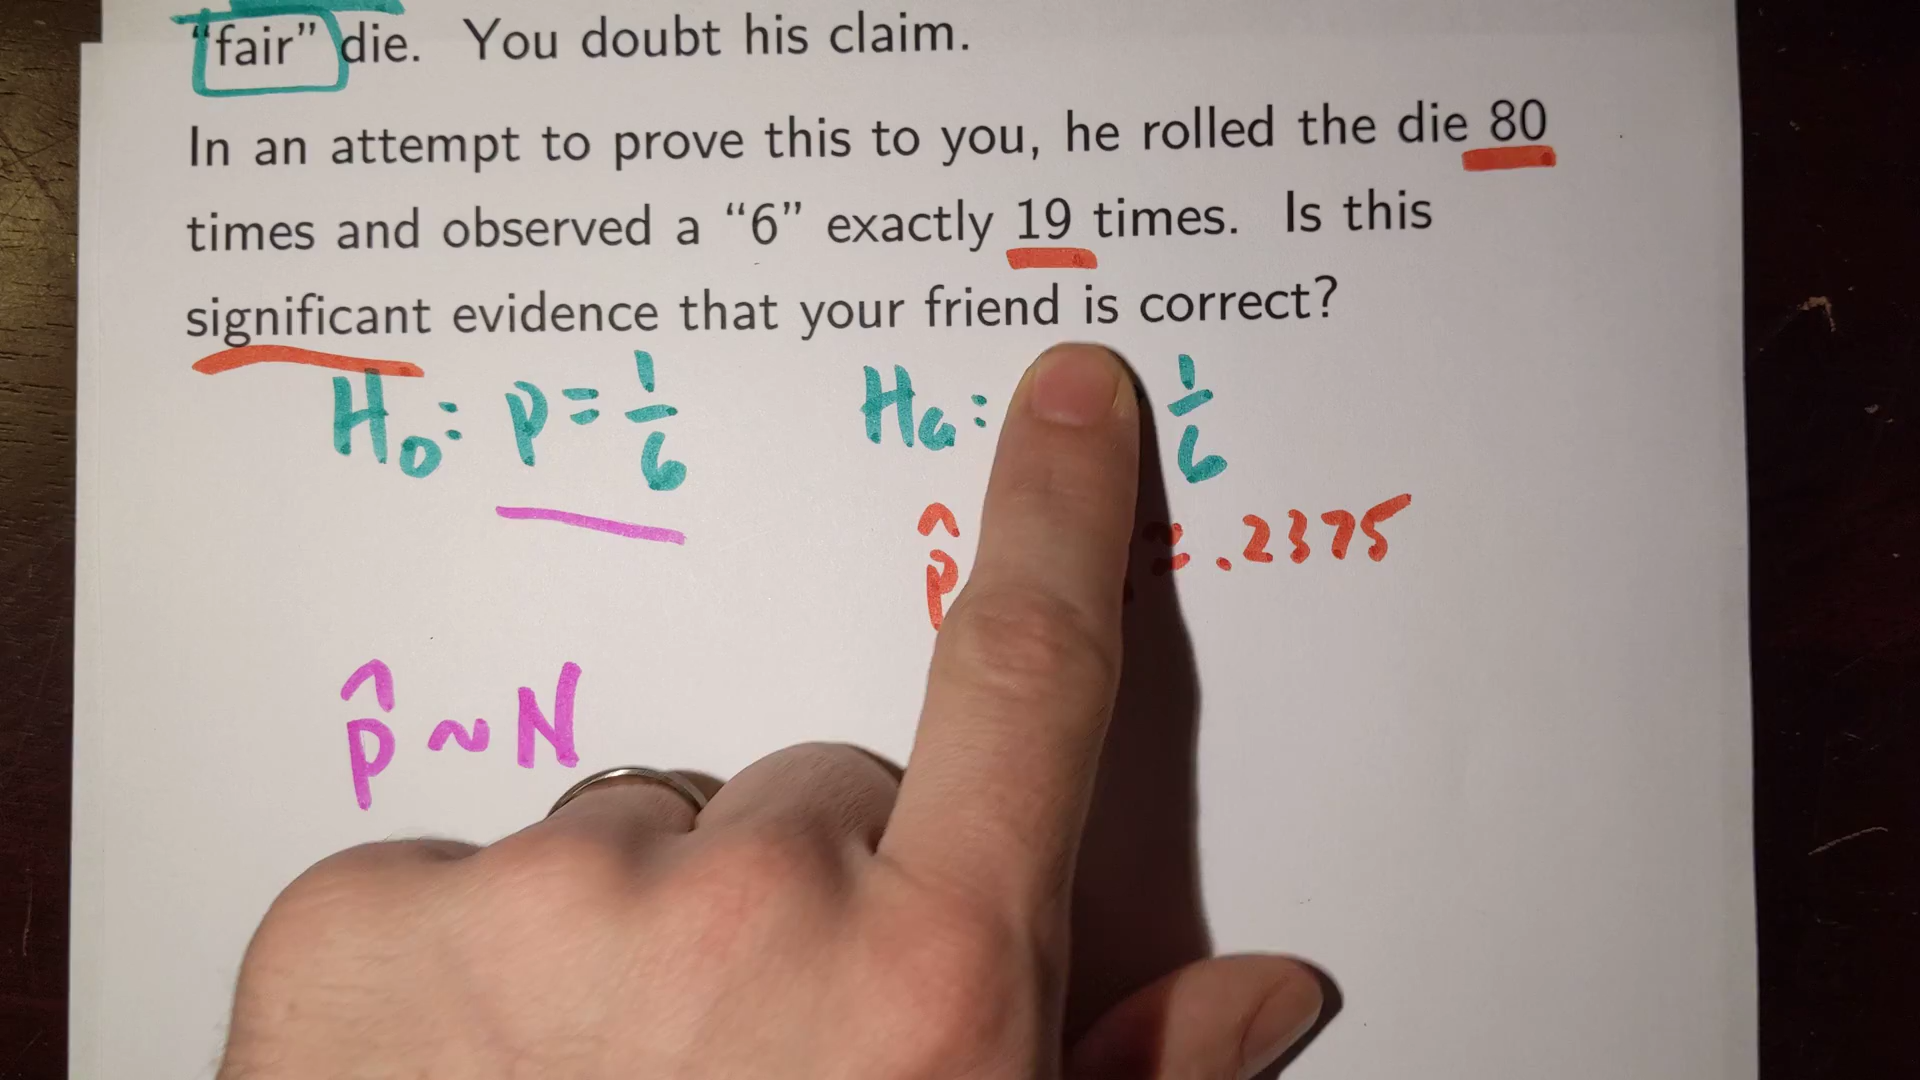 “fair” die. You doubt his claim.
In an attempt to prove this to you, he rolled the die 80
times and observed a “6” exactly 19 times. Is this
significant evidence that your friend is correct?
H₀: p = 1/6 Hₐ: 1/6
p̂ = .2375
p̂ ~ N